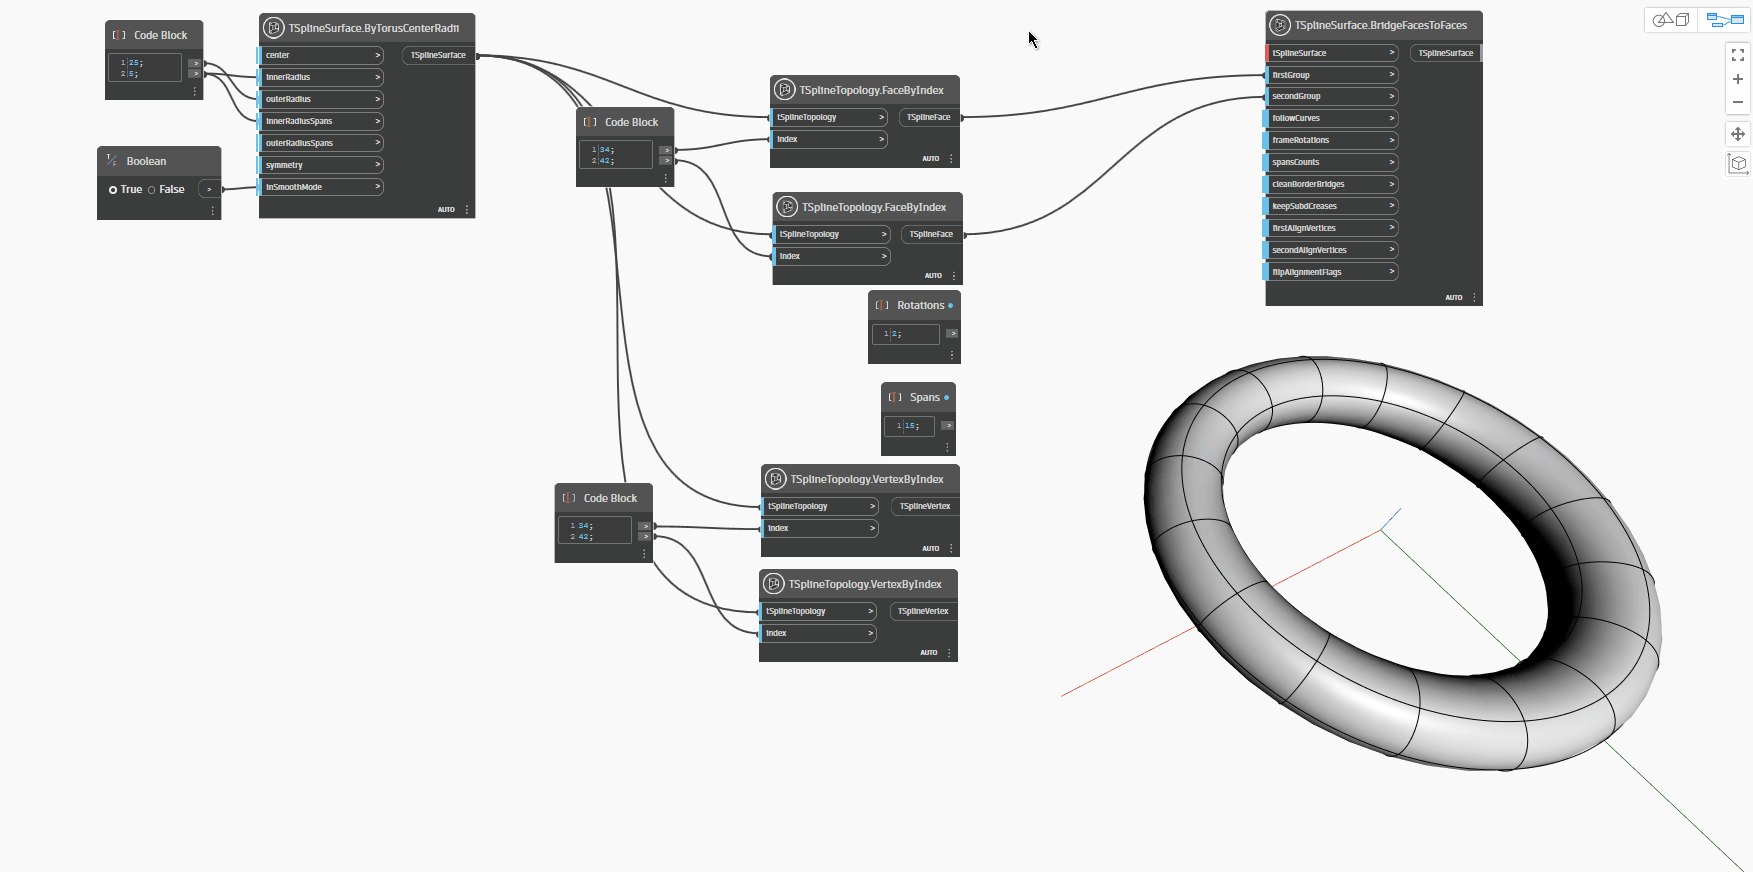 Code Block
1 25;
2 5;
>
>
Boolean
True False
>
TSplineSurface.ByTorusCenterRadii
center >
TSplineSurface
innerRadius >
outerRadius >
innerRadiusSpans >
outerRadiusSpans >
symmetry >
inSmoothMode >
AUTO
Code Block
1 34;
2 42;
>
>
TSplineTopology.FaceByIndex
tSplineTopology >
TSplineFace
index >
AUTO
TSplineTopology.FaceByIndex
tSplineTopology >
TSplineFace
index >
AUTO
Rotations
1 2;
>
Spans
1 15;
>
Code Block
1 34;
2 42;
>
>
TSplineTopology.VertexByIndex
tSplineTopology >
TSplineVertex
index >
AUTO
TSplineTopology.VertexByIndex
tSplineTopology >
TSplineVertex
index >
AUTO
TSplineSurface.BridgeFacesToFaces
tSplineSurface >
TSplineSurface
firstGroup >
secondGroup >
followCurves >
frameRotations >
spansCounts >
cleanBorderBridges >
keepSubdCreases >
firstAlignVertices >
secondAlignVertices >
flipAlignmentFlags >
AUTO